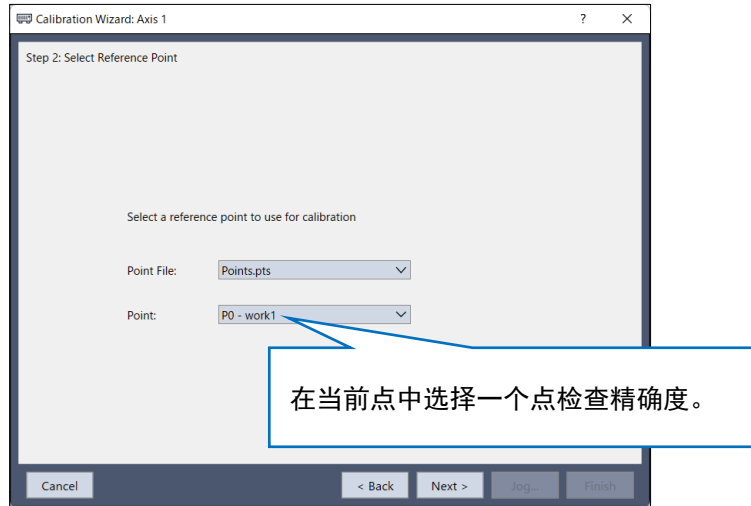 Calibration Wizard: Axis 1
Step 2: Select Reference Point
Select a reference point to use for calibration
Point File: Points.pts
Point: P0 - work1
在当前点中选择一个点检查精确度。
Cancel < Back Next > Jog... Finish